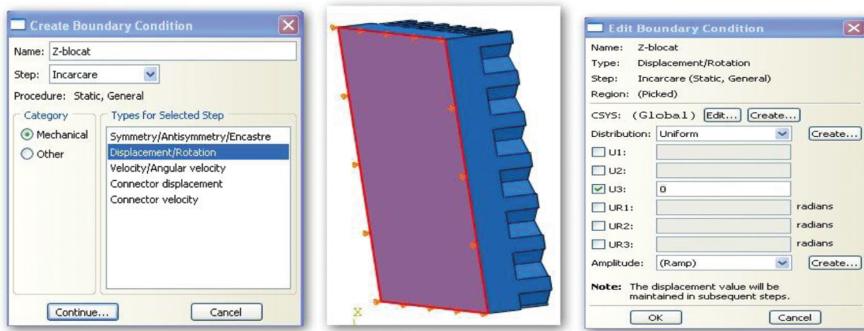 Create Boundary Condition
Name: Z-blocat
Step: Incarcare
Procedure: Static, General
Category
Mechanical
Other
Types for Selected Step
Symmetry/Antisymmetry/Encastre
Displacement/Rotation
Velocity/Angular velocity
Connector displacement
Connector velocity
Continue...
Cancel
X
Edit Boundary Condition
Name: Z-blocat
Type: Displacement/Rotation
Step: Incarcare (Static, General)
Region: (Picked)
CSYS: (Global) Edit... Create...
Distribution: Uniform Create...
U1:
U2:
U3: 0
UR1: radians
UR2: radians
UR3: radians
Amplitude: (Ramp) Create...
Note: The displacement value will be
maintained in subsequent steps.
OK
Cancel